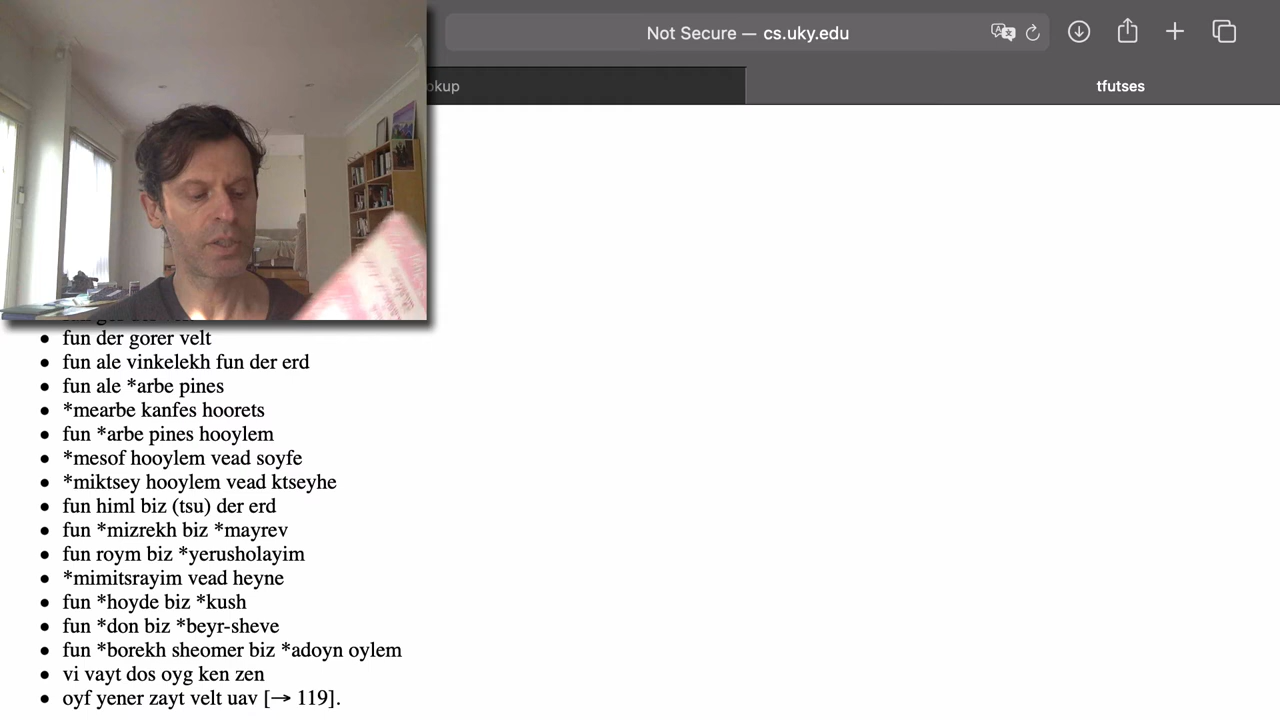 Not Secure — cs.uky.edu
okup
tfutses
• fun der gorer velt
• fun ale vinkelekh fun der erd
• fun ale *arbe pines
• *mearbe kanfes hoorets
• fun *arbe pines hooylem
• *mesof hooylem vead soyfe
• *miktsey hooylem vead ktseyhe
• fun himl biz (tsu) der erd
• fun *mizrekh biz *mayrev
• fun roym biz *yerusholayim
• *mimitsrayim vead heyne
• fun *hoyde biz *kush
• fun *don biz *beyr-sheve
• fun *borekh sheomer biz *adoyn oylem
• vi vayt dos oyg ken zen
• oyf yener zayt velt uav [→ 119].